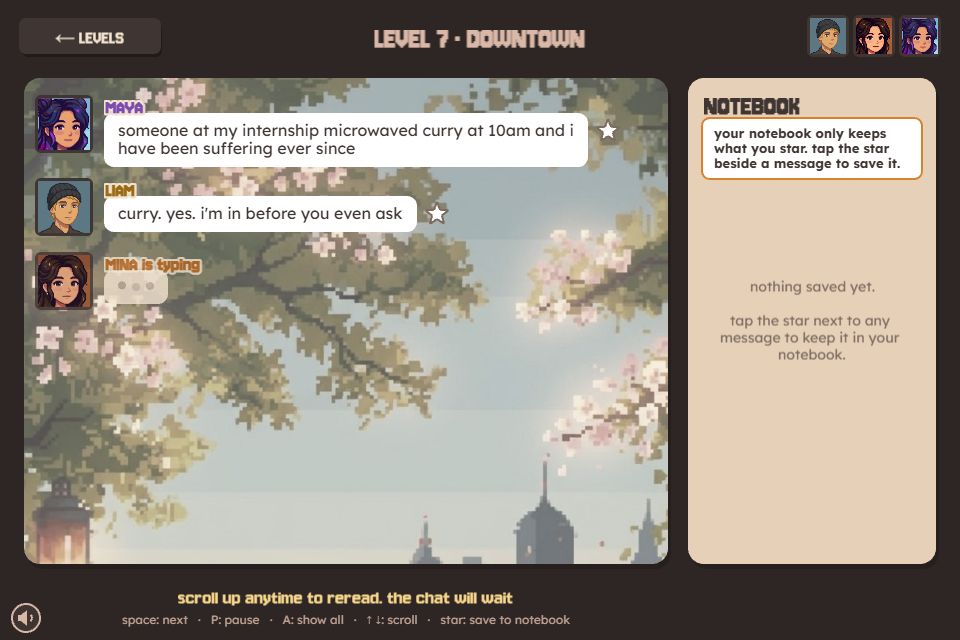 ← LEVELS
LEVEL 7 · DOWNTOWN
MAYA
someone at my internship microwaved curry at 10am and i
have been suffering ever since
LIAM
curry. yes. i'm in before you even ask
MINA is typing
NOTEBOOK
your notebook only keeps
what you star. tap the star
beside a message to save it.
nothing saved yet.
tap the star next to any
message to keep it in your
notebook.
scroll up anytime to reread. the chat will wait
space: next · P: pause · A: show all · ↑↓: scroll · star: save to notebook